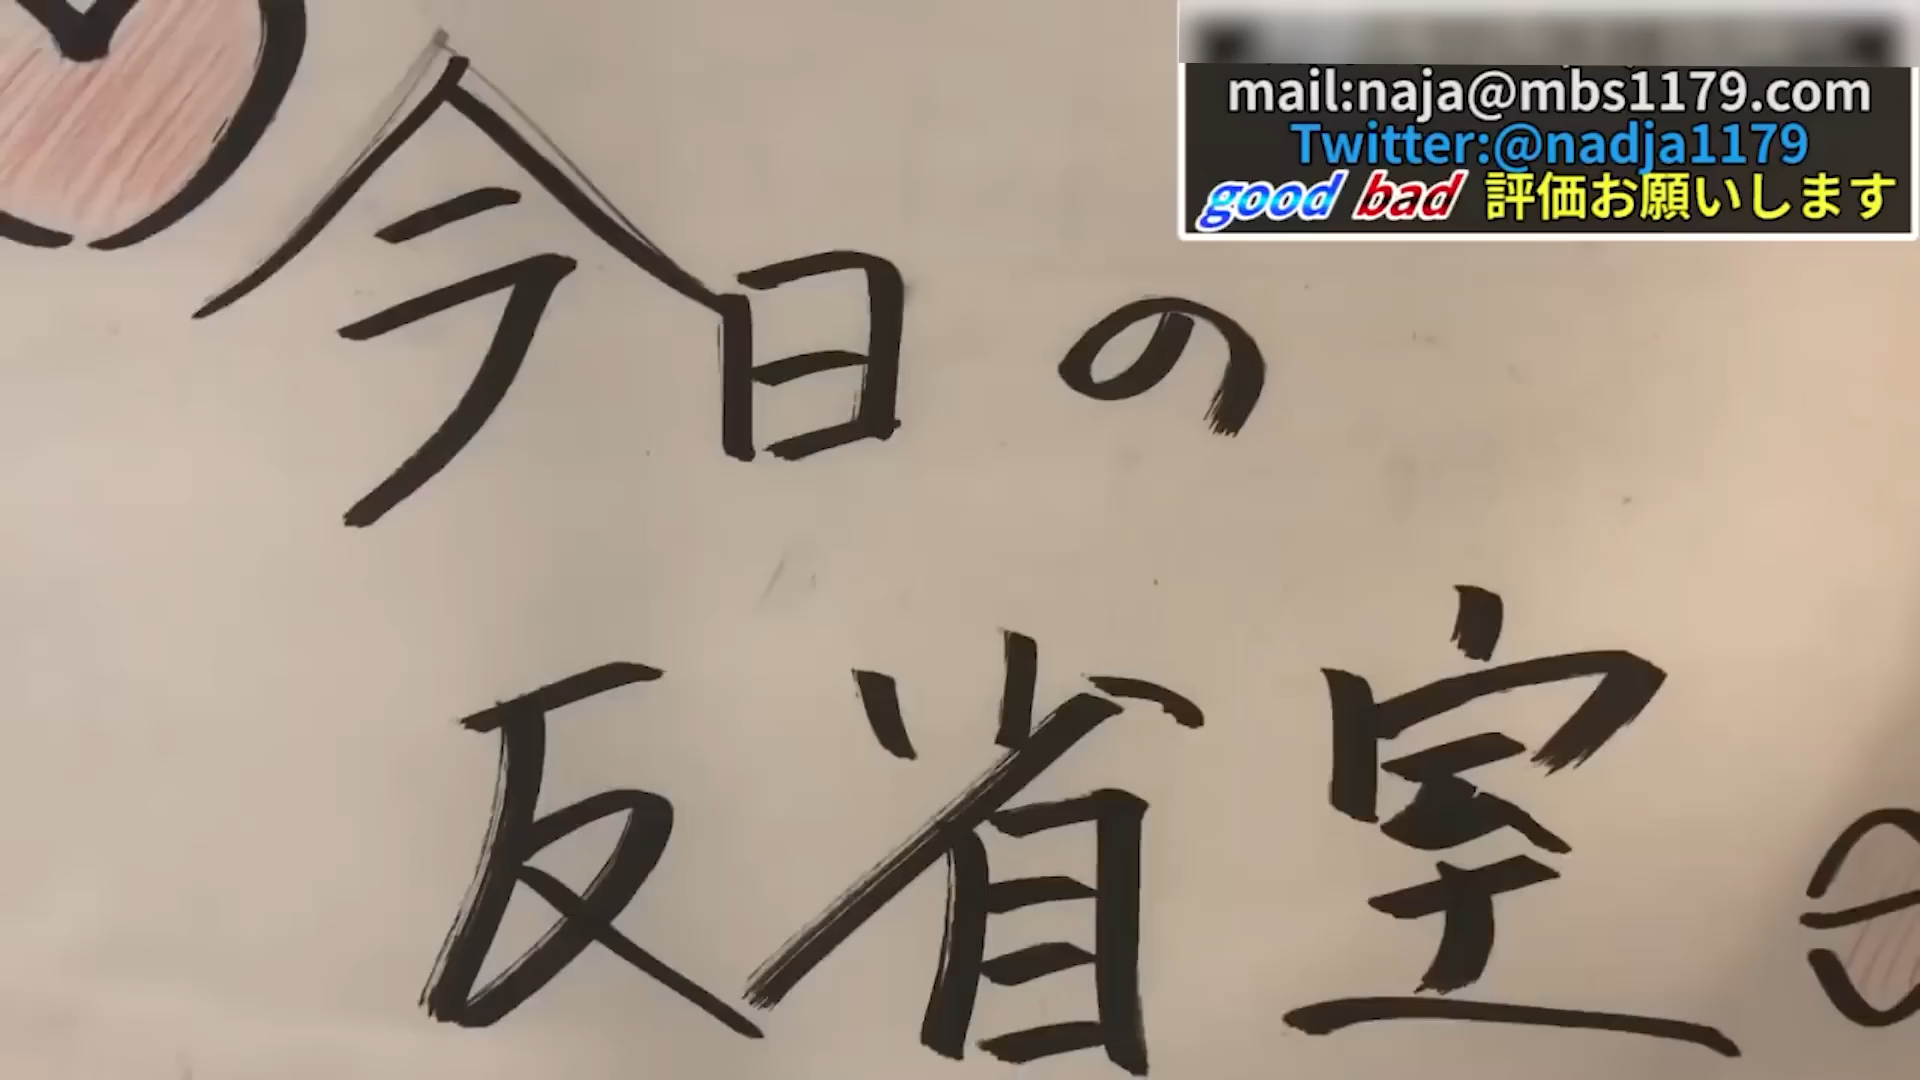 mail:naja@mbs1179.com
Twitter:@nadja1179
good bad 評価お願いします
今日の
反省室